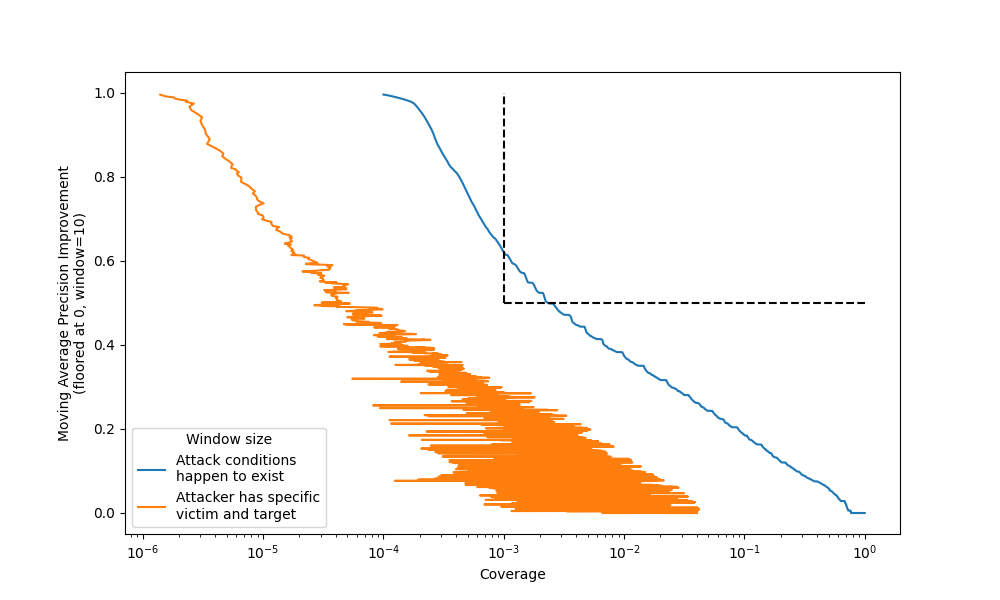 1.0
0.8
0.6
0.4
0.2
0.0
Moving Average Precision Improvement
(floored at 0, window=10)
Window size
Attack conditions
happen to exist
Attacker has specific
victim and target
10⁻⁶ 10⁻⁵ 10⁻⁴ 10⁻³ 10⁻² 10⁻¹ 10⁰
Coverage